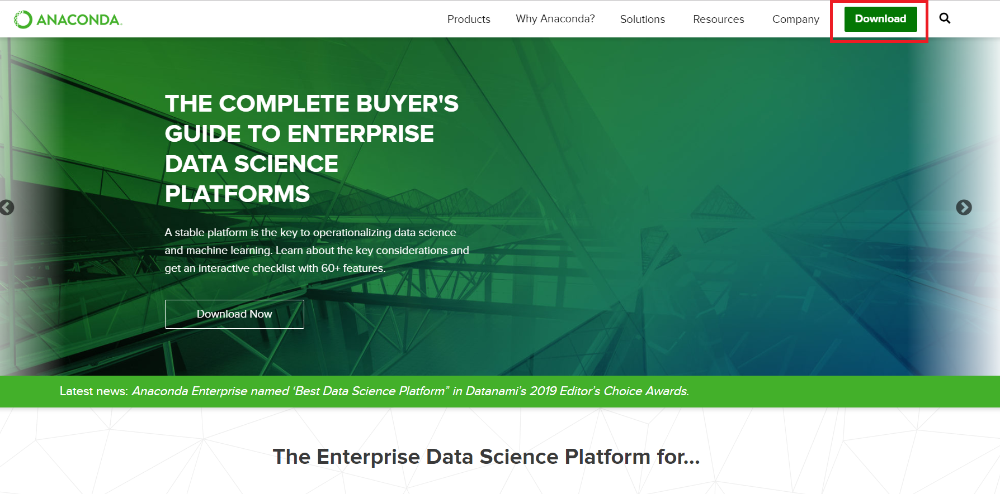 ANACONDA.
Products Why Anaconda? Solutions Resources Company Download
THE COMPLETE BUYER'S
GUIDE TO ENTERPRISE
DATA SCIENCE
PLATFORMS
A stable platform is the key to operationalizing data science
and machine learning. Learn about the key considerations and
get an interactive checklist with 60+ features.
Download Now
Latest news: Anaconda Enterprise named ‘Best Data Science Platform” in Datanami’s 2019 Editor’s Choice Awards.
The Enterprise Data Science Platform for...